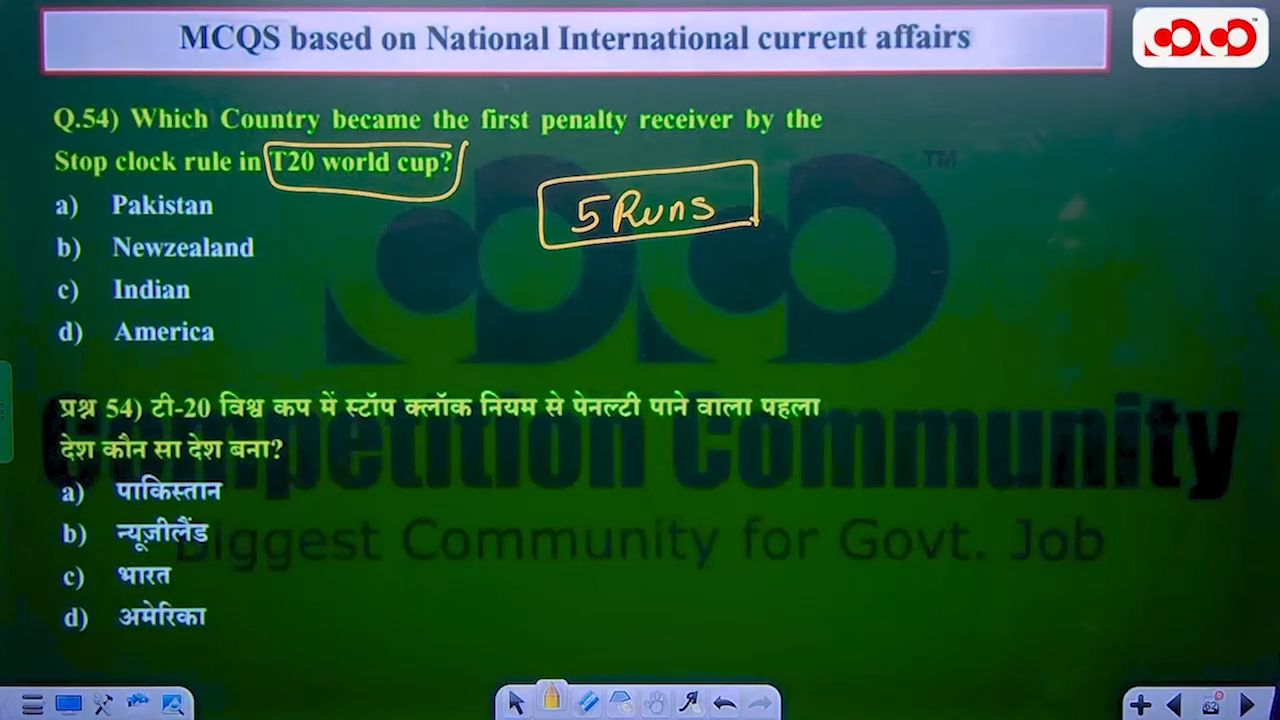 MCQS based on National International current affairs
Q.54) Which Country became the first penalty receiver by the
Stop clock rule in T20 world cup?
5 Runs
a) Pakistan
b) Newzealand
c) Indian
d) America
TM
प्रश्न 54) टी-20 विश्व कप में स्टॉप क्लॉक नियम से पेनल्टी पाने वाला पहला
देश कौन सा देश बना?
a) पाकिस्तान
b) न्यूज़ीलैंड
c) भारत
d) अमेरिका
Competition Community
Biggest Community for Govt. Job
62